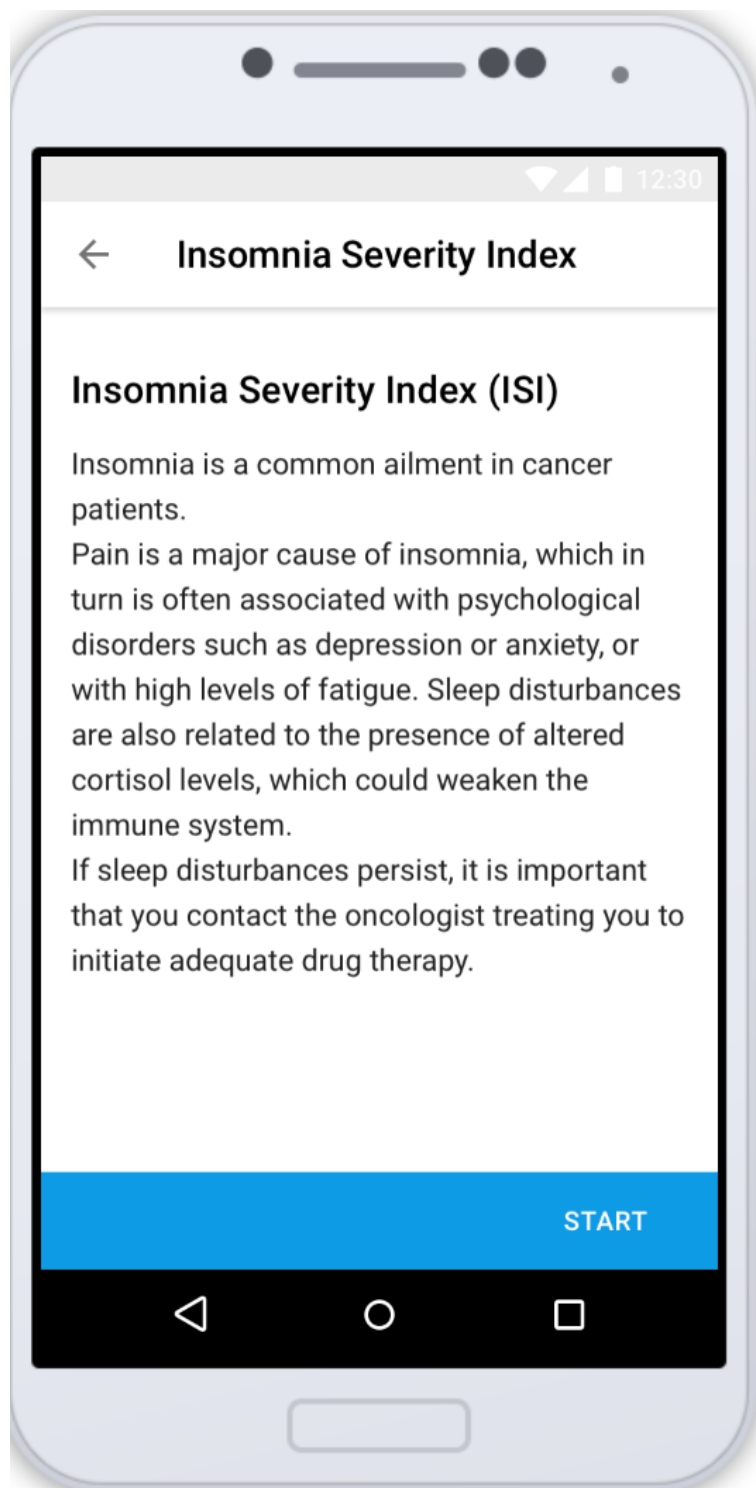 12:30
Insomnia Severity Index
Insomnia Severity Index (ISI)
Insomnia is a common ailment in cancer
patients.
Pain is a major cause of insomnia, which in
turn is often associated with psychological
disorders such as depression or anxiety, or
with high levels of fatigue. Sleep disturbances
are also related to the presence of altered
cortisol levels, which could weaken the
immune system.
If sleep disturbances persist, it is important
that you contact the oncologist treating you to
initiate adequate drug therapy.
START